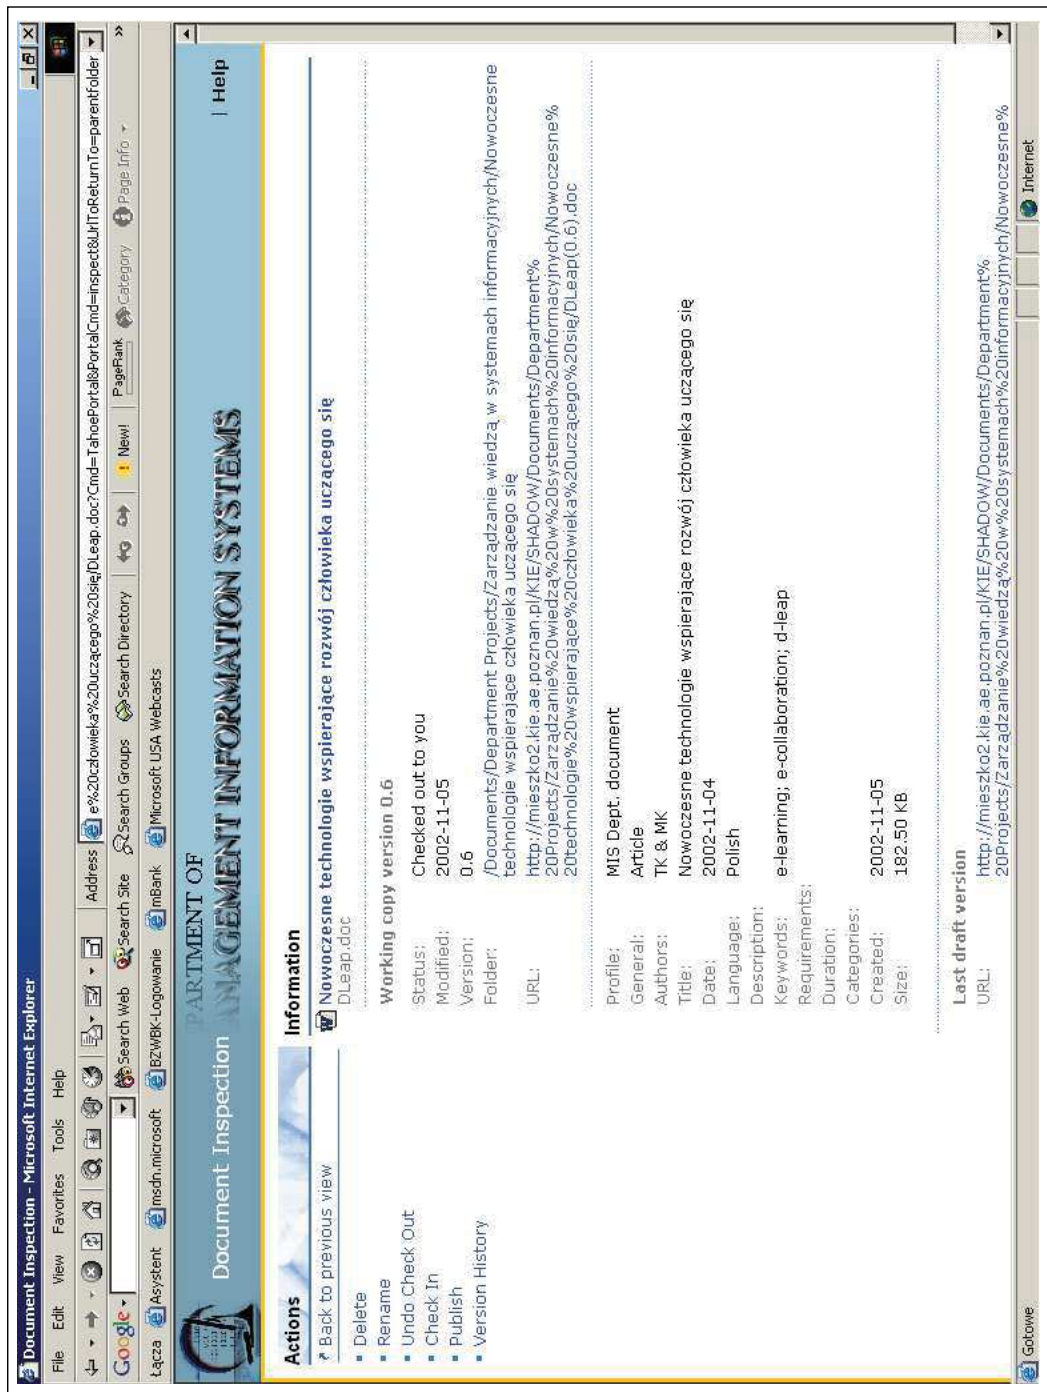 Document Inspection - Microsoft Internet Explorer
File Edit View Favorites Tools Help
Address e%20człowieka%20uczącego%20się/DLeap.doc?Cmd=TahoePortal&PortalCmd=inspect&UrlToReturnTo=parentfolder
Google Search Web Search Site Search Groups Search Directory New! PageRank Category Page Info »
Łącza Asystent msdn.microsoft BZWBK-Logowanie mBank Microsoft USA Webcasts
PARTMENT OF
Document Inspection MANAGEMENT INFORMATION SYSTEMS | Help
Actions
Back to previous view
Delete
Rename
Undo Check Out
Check In
Publish
Version History
Information
Nowoczesne technologie wspierające rozwój człowieka uczącego się
DLeap.doc
Working copy version 0.6
Status: Checked out to you
Modified: 2002-11-05
Version: 0.6
Folder: /Documents/Department Projects/Zarządzanie wiedzą w systemach informacyjnych/Nowoczesne
technologie wspierające człowieka uczącego się
URL: http://mieszko2.kie.ae.poznan.pl/KIE/SHADOW/Documents/Department%
20Projects/Zarządzanie%20wiedzą%20w%20systemach%20informacyjnych/Nowoczesne%
20technologie%20wspierające%20człowieka%20uczącego%20się/DLeap(0.6).doc
Profile: MIS Dept. document
General: Article
Authors: TK & MK
Title: Nowoczesne technologie wspierające rozwój człowieka uczącego się
Date: 2002-11-04
Language: Polish
Description:
Keywords: e-learning; e-collaboration; d-leap
Requirements:
Duration:
Categories:
Created: 2002-11-05
Size: 182.50 KB
Last draft version
URL: http://mieszko2.kie.ae.poznan.pl/KIE/SHADOW/Documents/Department%
20Projects/Zarządzanie%20wiedzą%20w%20systemach%20informacyjnych/Nowoczesne%
Gotowe Internet